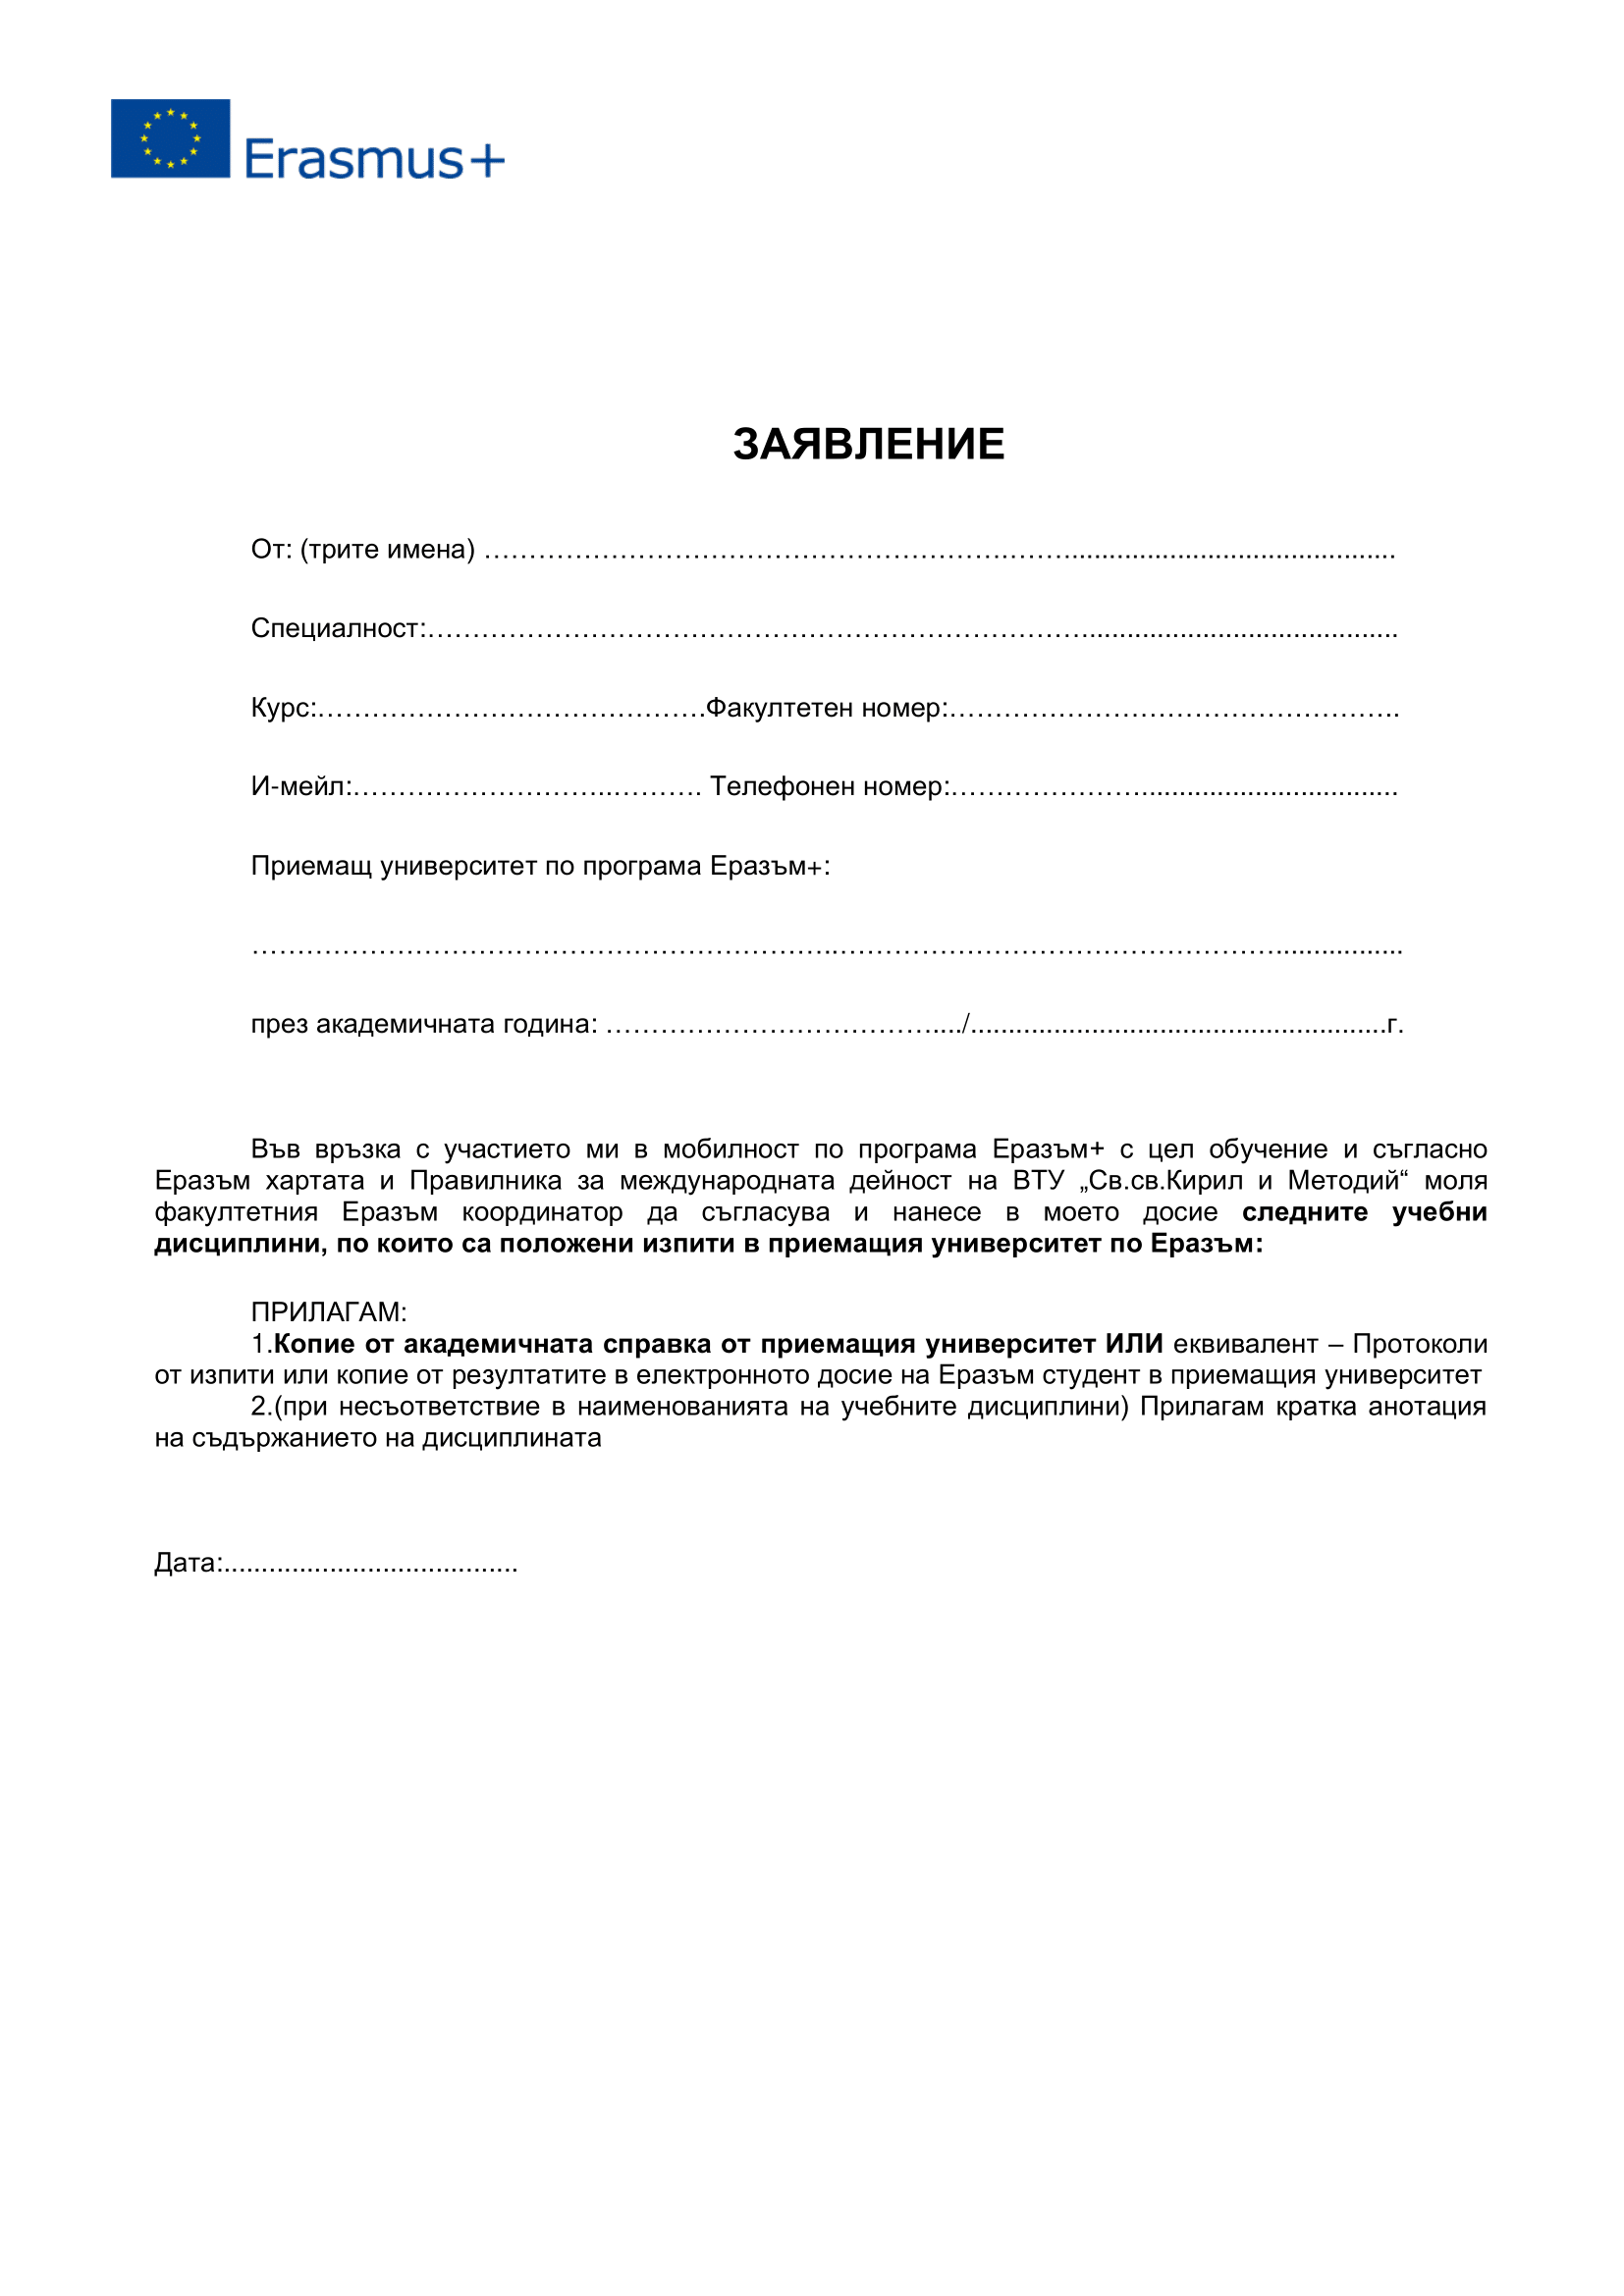 Erasmus+
ЗАЯВЛЕНИЕ
От: (трите имена) ……………………………………………………………........................................
Специалност:…………………………………………………………………........................................
Курс:…………………………………….Факултетен номер:…………………………………………..
И-мейл:………………………..………. Телефонен номер:…………………..................................
Приемащ университет по програма Еразъм+:
………………………………………………………..…………………………………………….................
през академичната година: ………………………………..../.......................................................г.
Във връзка с участието ми в мобилност по програма Еразъм+ с цел обучение и съгласно
Еразъм хартата и Правилника за международната дейност на ВТУ „Св.св.Кирил и Методий“ моля
факултетния Еразъм координатор да съгласува и нанесе в моето досие следните учебни
дисциплини, по които са положени изпити в приемащия университет по Еразъм:
ПРИЛАГАМ:
1.Копие от академичната справка от приемащия университет ИЛИ еквивалент – Протоколи
от изпити или копие от резултатите в електронното досие на Еразъм студент в приемащия университет
2.(при несъответствие в наименованията на учебните дисциплини) Прилагам кратка анотация
на съдържанието на дисциплината
Дата:.......................................